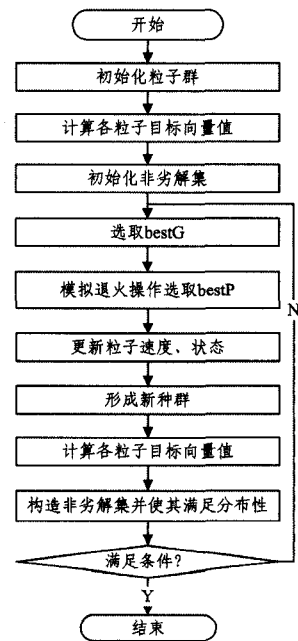 开始
初始化粒子群
计算各粒子目标向量值
初始化非劣解集
选取bestG
模拟退火操作选取bestP
N
更新粒子速度、状态
形成新种群
计算各粒子目标向量值
构造非劣解集并使其满足分布性
满足条件?
Y
结束